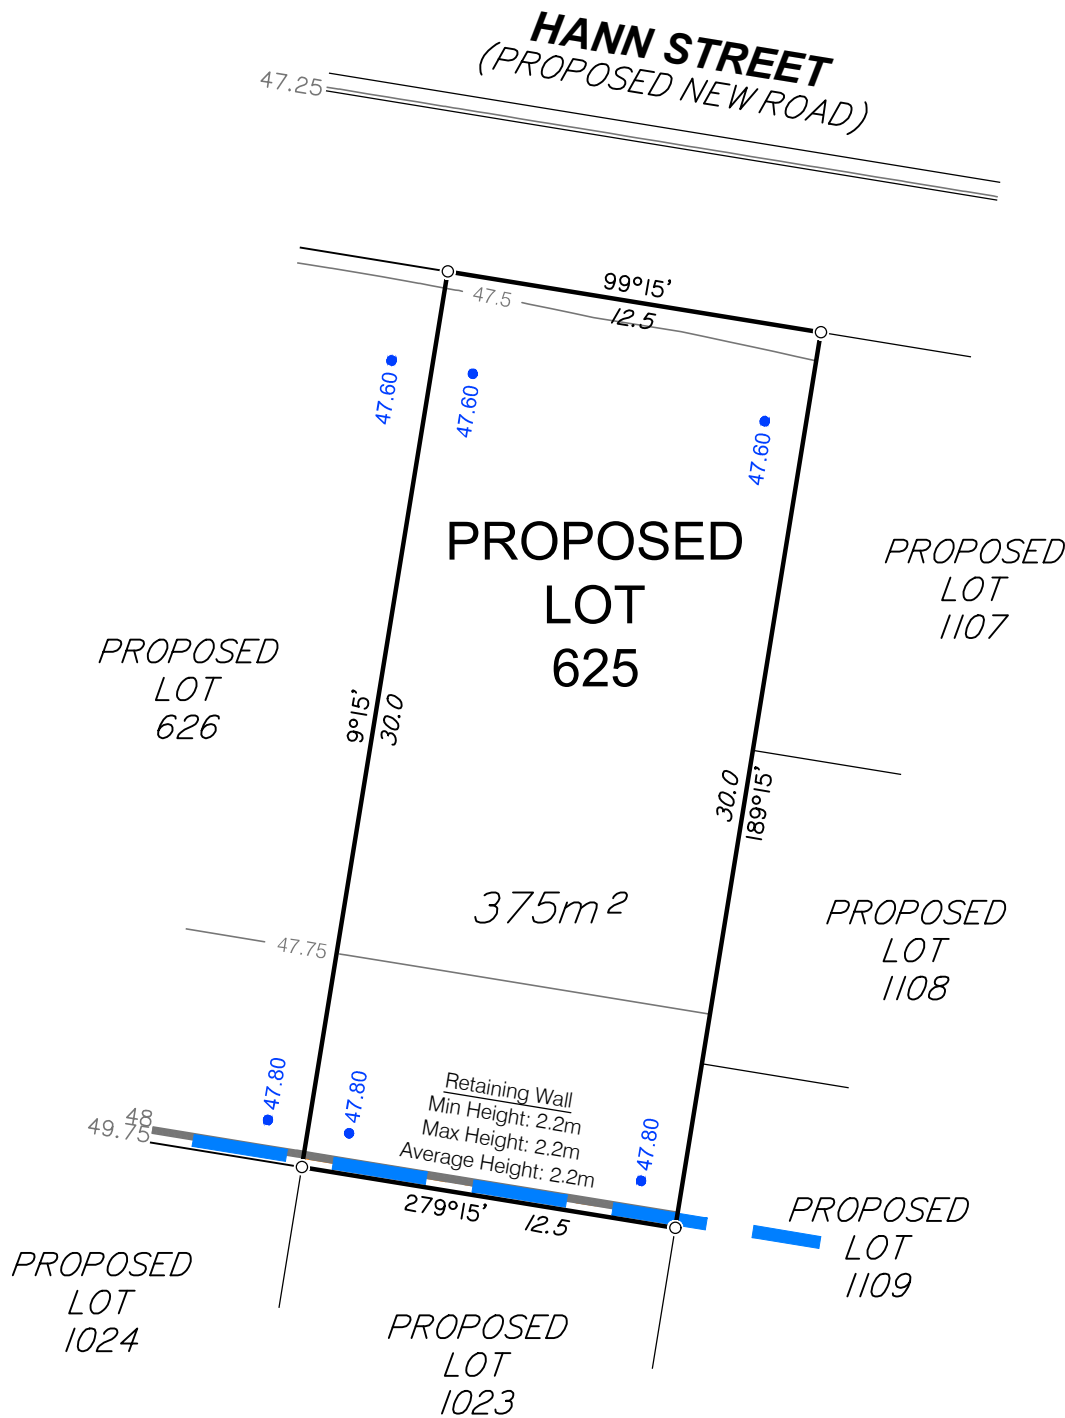 HANN STREET
(PROPOSED NEW ROAD)
47.25
99°15'
47.5
12.5
47.60
47.60
47.60
PROPOSED
LOT
625
PROPOSED
LOT
1107
PROPOSED
LOT
626
9°15'
30.0
30.0
189°15'
375m²
PROPOSED
LOT
1108
47.75
47.80
47.80
47.80
Retaining Wall
Min Height: 2.2m
Max Height: 2.2m
Average Height: 2.2m
48
49.75
279°15'
12.5
PROPOSED
LOT
1109
PROPOSED
LOT
1024
PROPOSED
LOT
1023